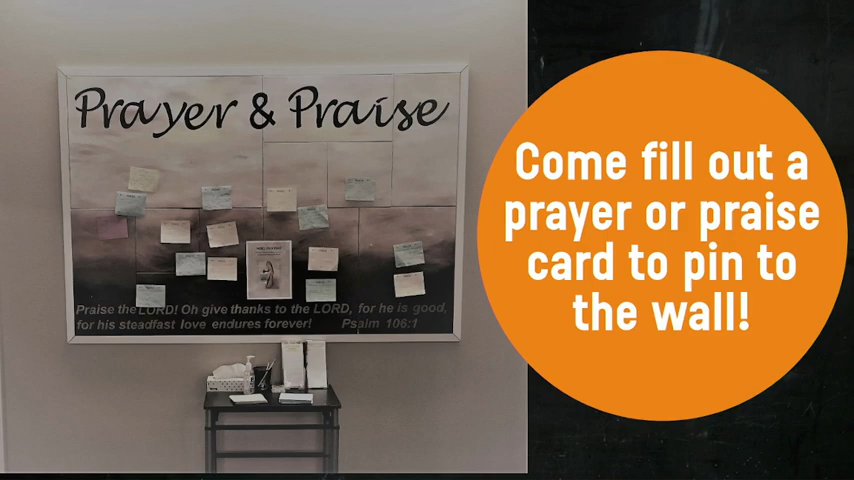 Prayer & Praise
Praise the LORD! Oh give thanks to the LORD, for he is good,
for his steadfast love endures forever! Psalm 106:1
Come fill out a
prayer or praise
card to pin to
the wall!